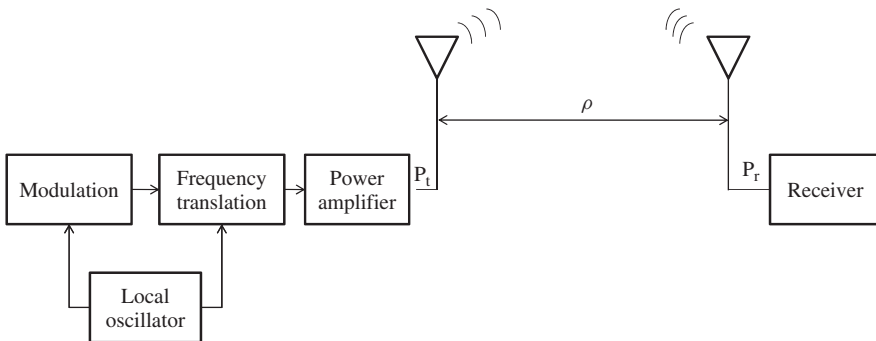 ρ
Modulation
Frequency
translation
Power
amplifier
P_t
P_r
Receiver
Local
oscillator